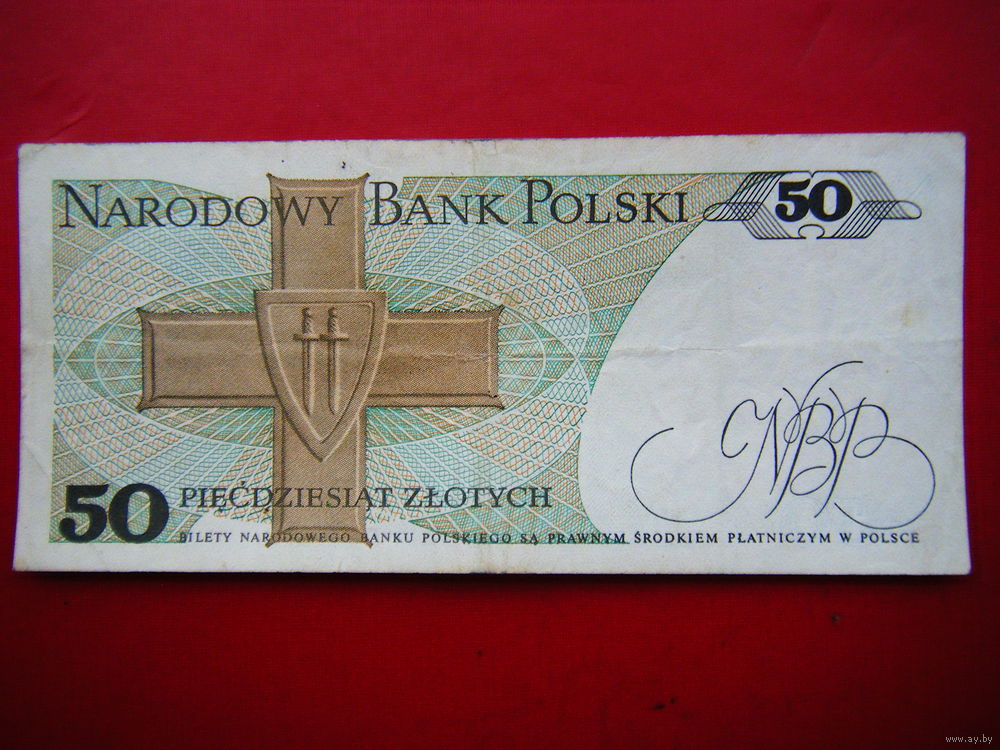 NARODOWY BANK POLSKI
50
NBP
50 PIĘĆDZIESIĄT ZŁOTYCH
BILETY NARODOWEGO BANKU POLSKIEGO SĄ PRAWNYM ŚRODKIEM PŁATNICZYM W POLSCE
www.ay.by